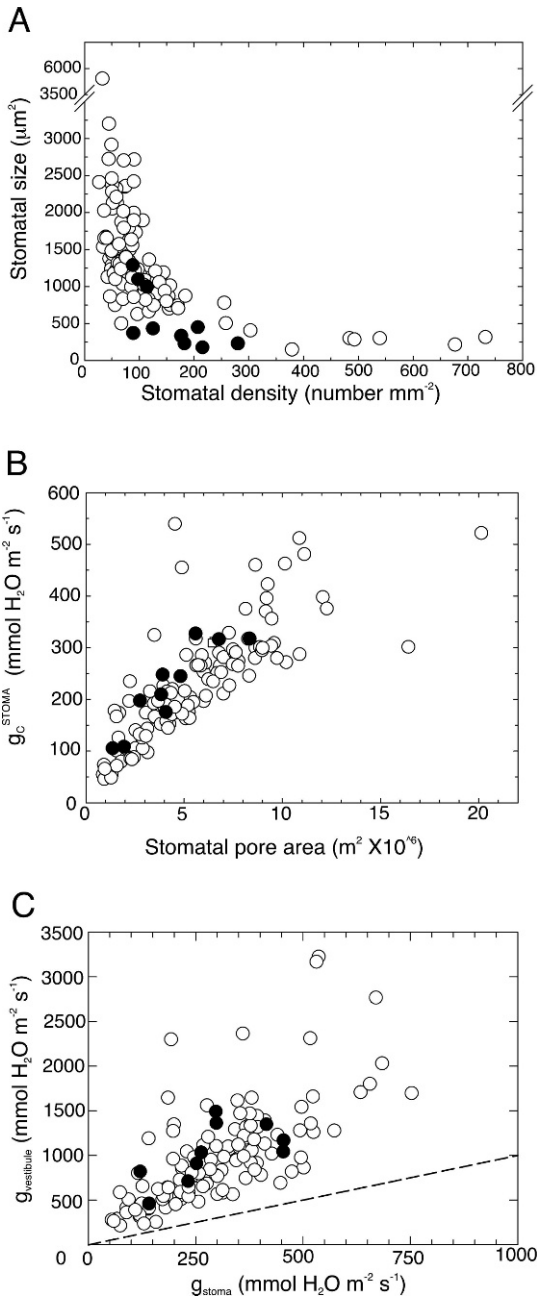 A
6000
3500
3000
2500
2000
1500
1000
500
0
Stomatal size (µm²)
0 100 200 300 400 500 600 700 800
Stomatal density (number mm⁻²)
B
600
500
400
300
200
100
0
g_C^STOMA (mmol H₂O m⁻² s⁻¹)
0 5 10 15 20
Stomatal pore area (m² X10^⁶)
C
3500
3000
2500
2000
1500
1000
500
0
g_vestibule (mmol H₂O m⁻² s⁻¹)
0 250 500 750 1000
g_stoma (mmol H₂O m⁻² s⁻¹)